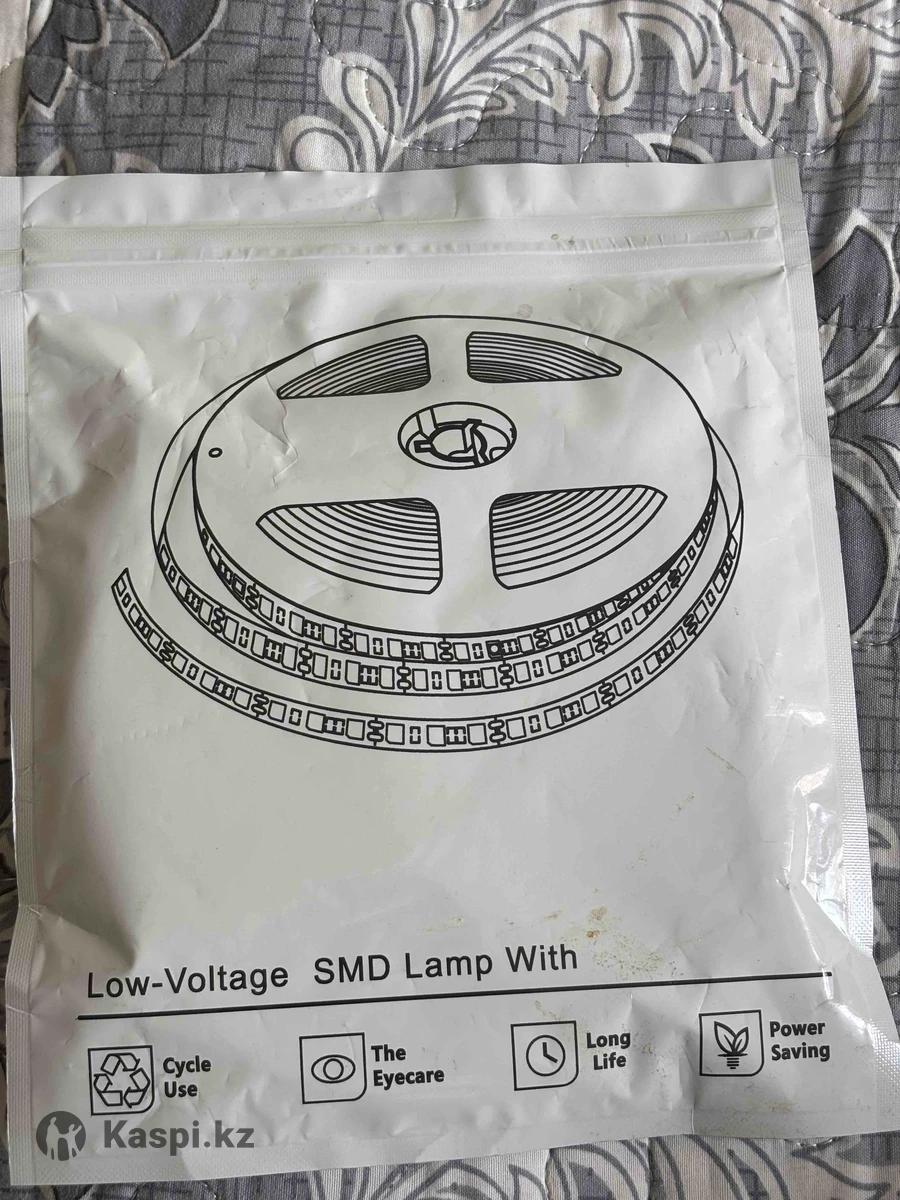 Low-Voltage SMD Lamp With
Cycle
Use
The
Eyecare
Long
Life
Power
Saving
Kaspi.kz